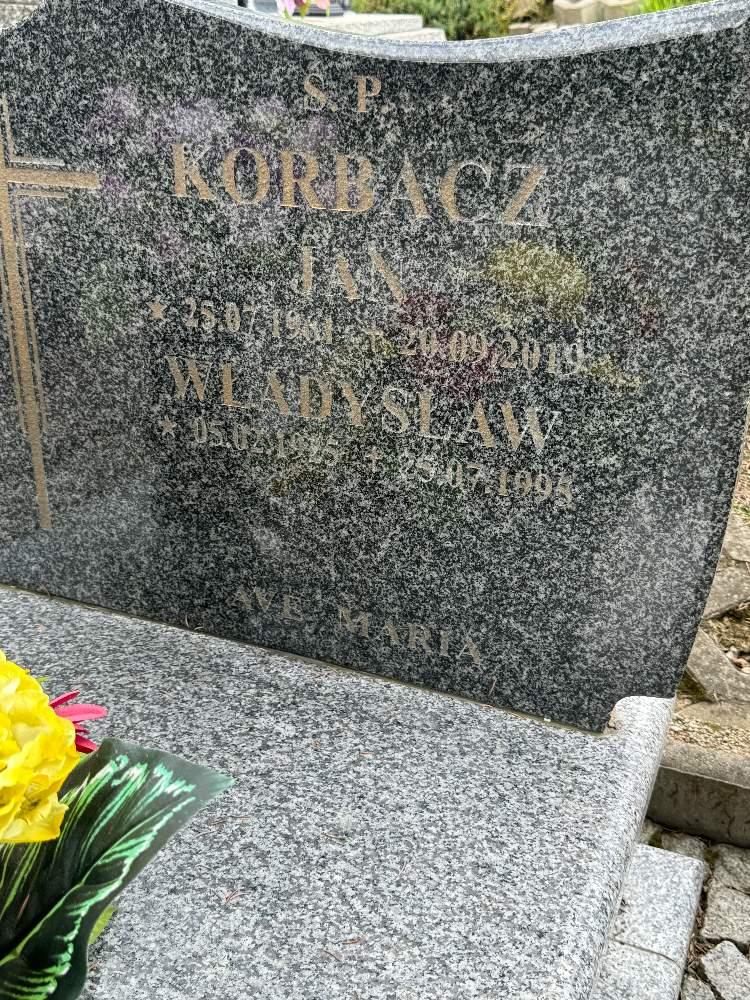 Ś. P.
KORBACZ
JAN
★ 25.07.1961 ✝ 20.09.2019
WŁADYSŁAW
★ 05.02.1925 ✝ 25.07.1995
AVE MARIA